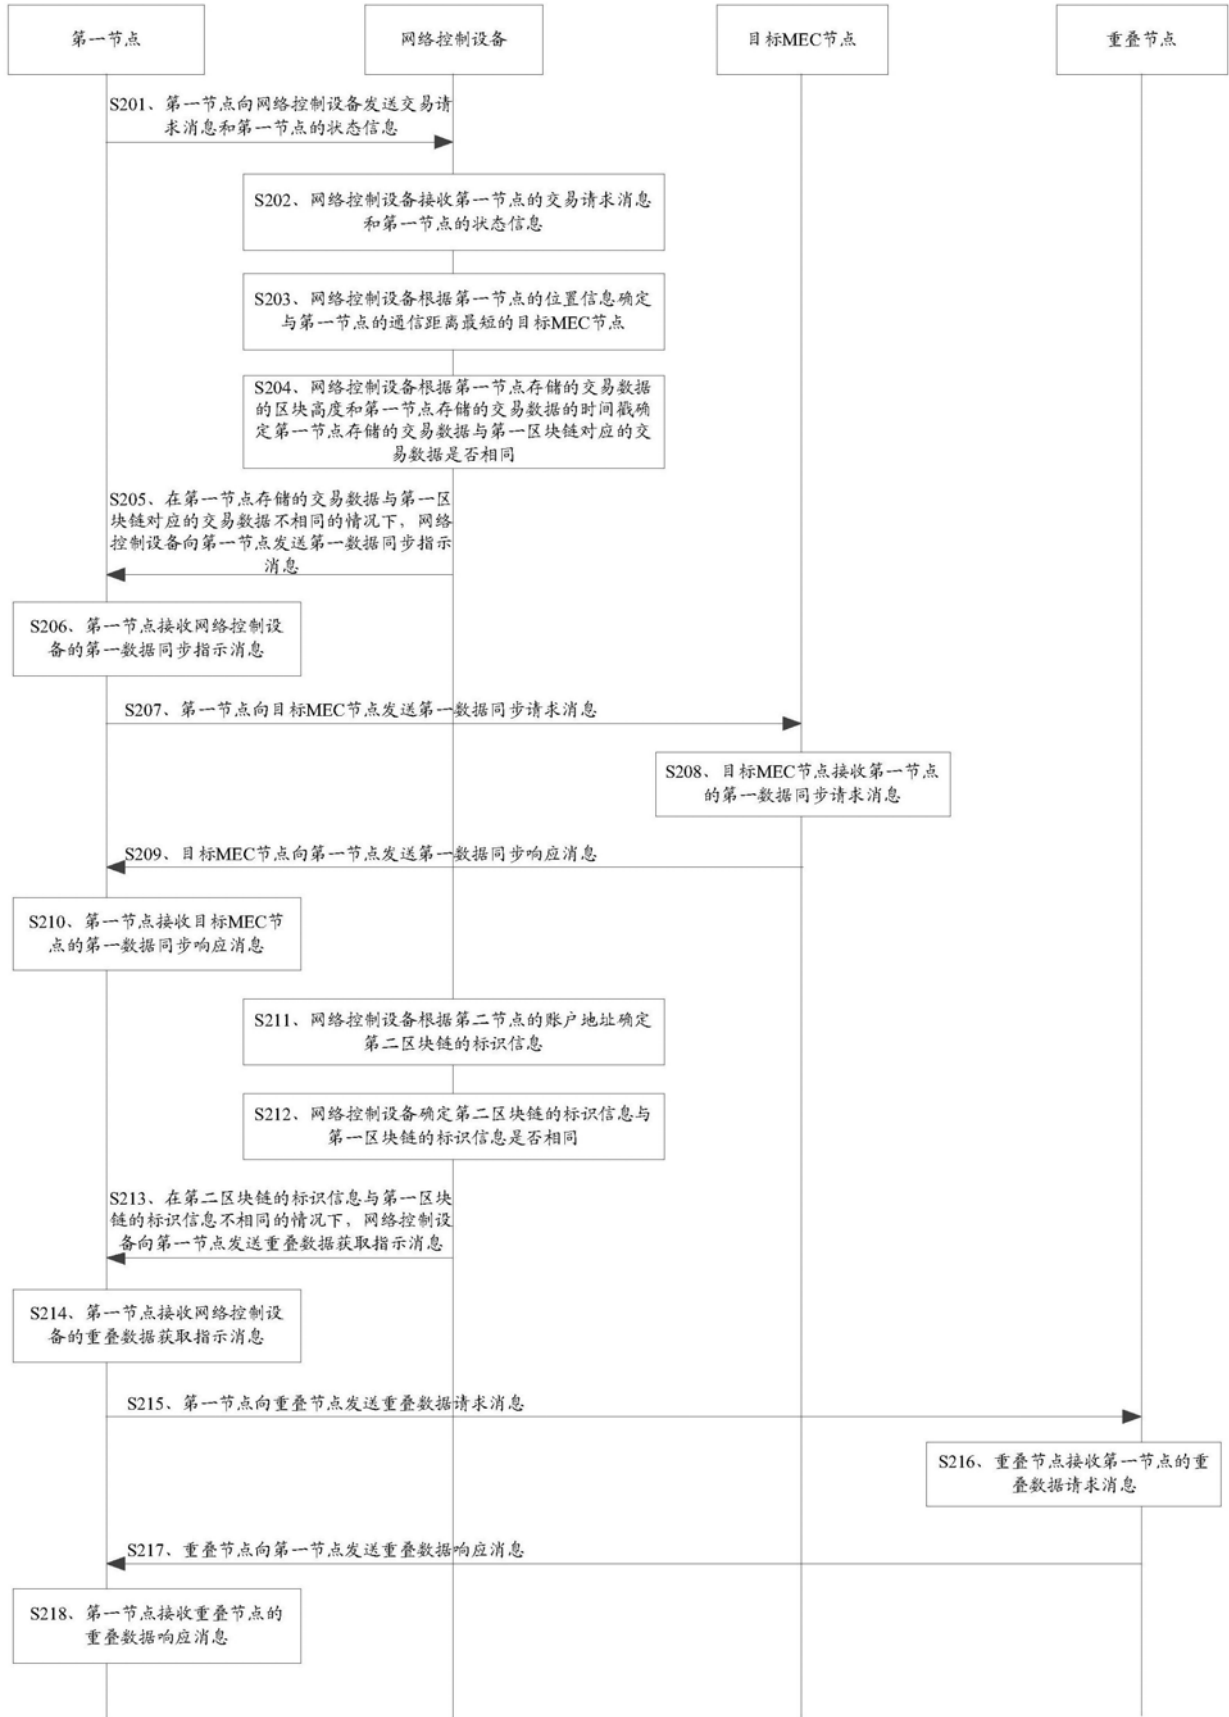 第一节点
网络控制设备
目标MEC节点
重叠节点
S201、第一节点向网络控制设备发送交易请
求消息和第一节点的状态信息
S202、网络控制设备接收第一节点的交易请求消息
和第一节点的状态信息
S203、网络控制设备根据第一节点的位置信息确定
与第一节点的通信距离最短的目标MEC节点
S204、网络控制设备根据第一节点存储的交易数据
的区块高度和第一节点存储的交易数据的时间戳确
定第一节点存储的交易数据与第一区块链对应的交
易数据是否相同
S205、在第一节点存储的交易数据与第一区
块链对应的交易数据不相同的情况下，网络
控制设备向第一节点发送第一数据同步指示
消息
S206、第一节点接收网络控制设
备的第一数据同步指示消息
S207、第一节点向目标MEC节点发送第一数据同步请求消息
S208、目标MEC节点接收第一节点
的第一数据同步请求消息
S209、目标MEC节点向第一节点发送第一数据同步响应消息
S210、第一节点接收目标MEC节
点的第一数据同步响应消息
S211、网络控制设备根据第二节点的账户地址确定
第二区块链的标识信息
S212、网络控制设备确定第二区块链的标识信息与
第一区块链的标识信息是否相同
S213、在第二区块链的标识信息与第一区块
链的标识信息不相同的情况下，网络控制设
备向第一节点发送重叠数据获取指示消息
S214、第一节点接收网络控制设
备的重叠数据获取指示消息
S215、第一节点向重叠节点发送重叠数据请求消息
S216、重叠节点接收第一节点的重
叠数据请求消息
S217、重叠节点向第一节点发送重叠数据响应消息
S218、第一节点接收重叠节点的
重叠数据响应消息